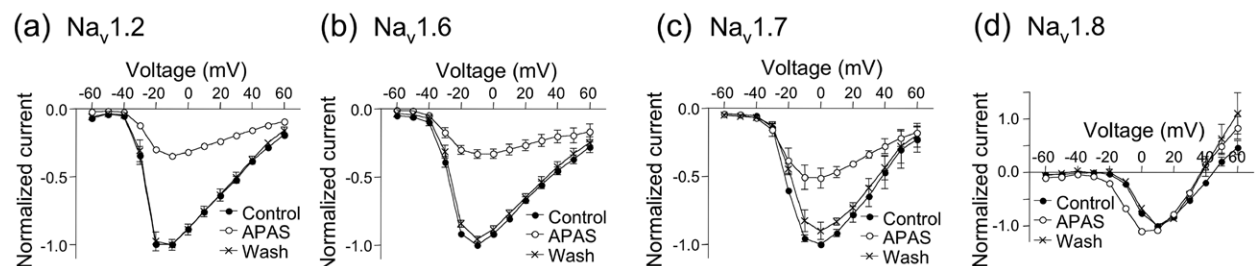 (a) Nav1.2
Voltage (mV)
-60 -40 -20 0 20 40 60
Normalized current
0.0
-0.5
-1.0
Control
APAS
Wash
(b) Nav1.6
Voltage (mV)
-60 -40 -20 0 20 40 60
Normalized current
0.0
-0.5
-1.0
Control
APAS
Wash
(c) Nav1.7
Voltage (mV)
-60 -40 -20 0 20 40 60
Normalized current
0.0
-0.5
-1.0
Control
APAS
Wash
(d) Nav1.8
Voltage (mV)
-60 -40 -20 0 20 40 60
Normalized current
1.0
0.0
-1.0
Control
APAS
Wash